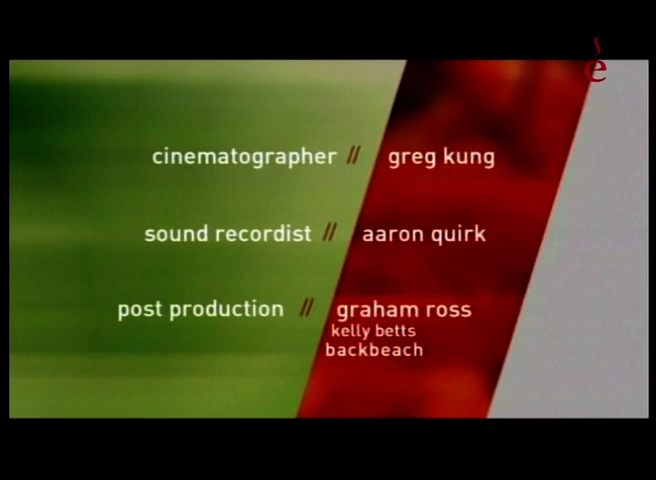 é
cinematographer // greg kung
sound recordist // aaron quirk
post production // graham ross
kelly betts
backbeach